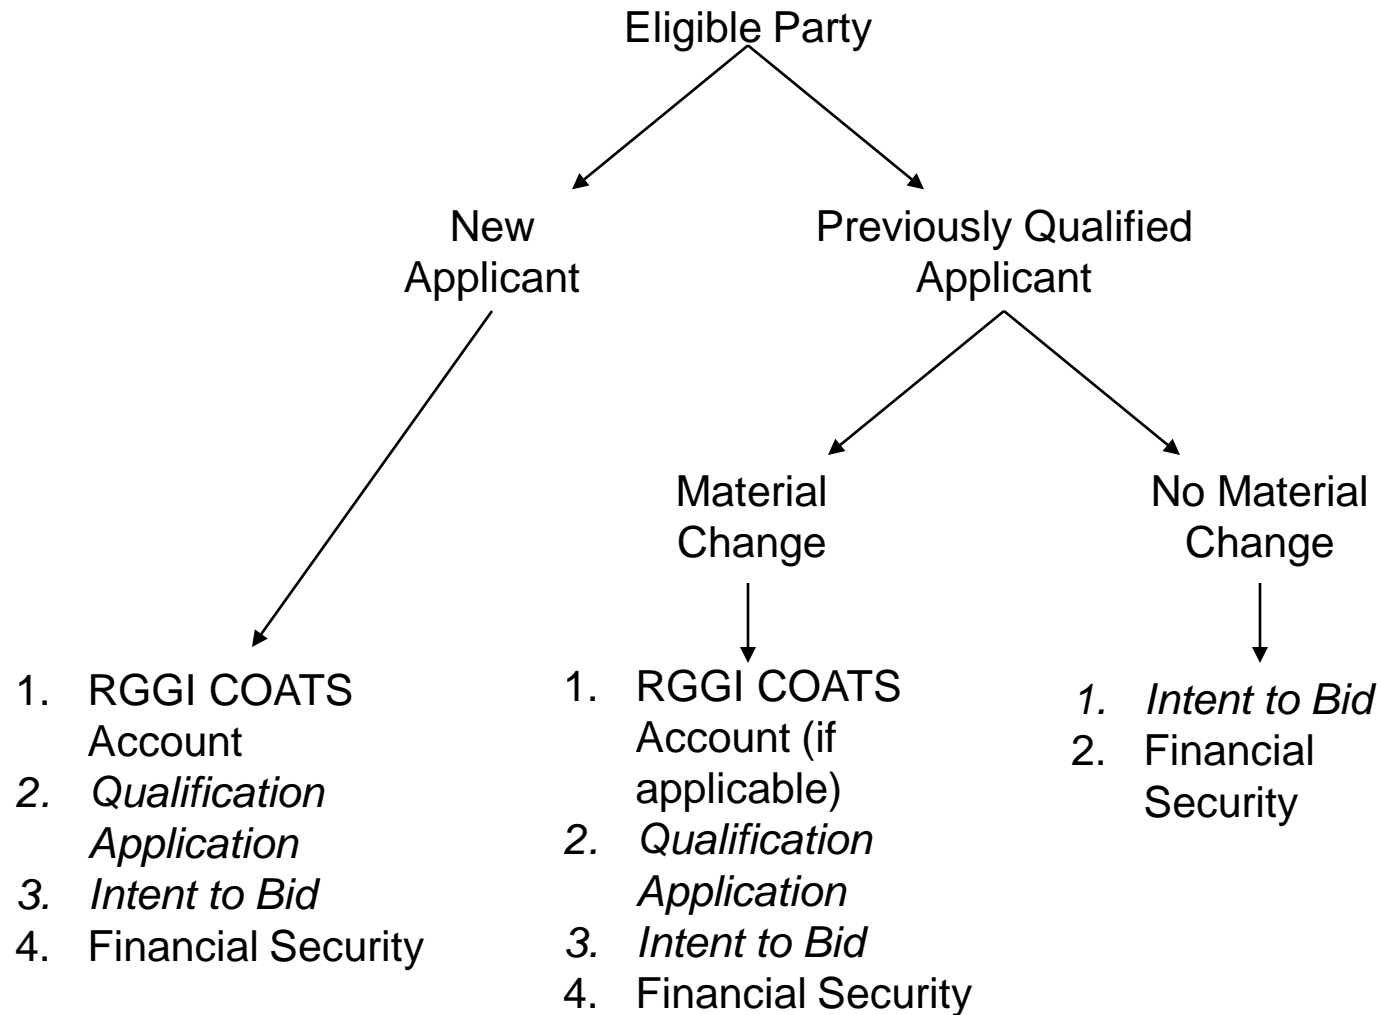 Eligible Party
New
Applicant
Previously Qualified
Applicant
Material
Change
No Material
Change
1. RGGI COATS
Account
2. Qualification
Application
3. Intent to Bid
4. Financial Security
1. RGGI COATS
Account (if
applicable)
2. Qualification
Application
3. Intent to Bid
4. Financial Security
1. Intent to Bid
2. Financial
Security